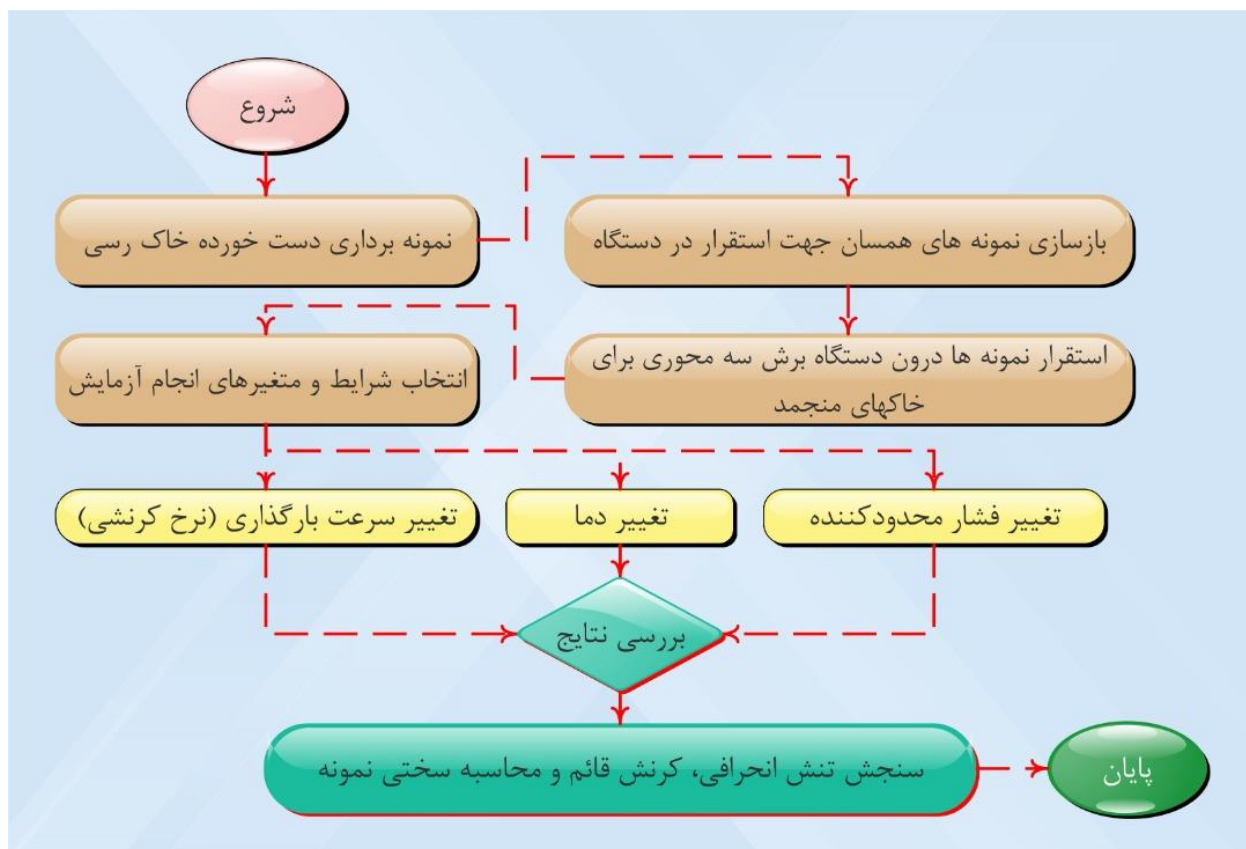 شروع
نمونه برداری دست خورده خاک رسی
بازسازی نمونه های همسان جهت استقرار در دستگاه
استقرار نمونه ها درون دستگاه برش سه محوری برای
خاکهای منجمد
انتخاب شرایط و متغیرهای انجام آزمایش
تغییر سرعت بارگذاری (نرخ کرنشی)
تغییر دما
تغییر فشار محدودکننده
بررسی نتایج
سنجش تنش انحرافی، کرنش قائم و محاسبه سختی نمونه
پایان